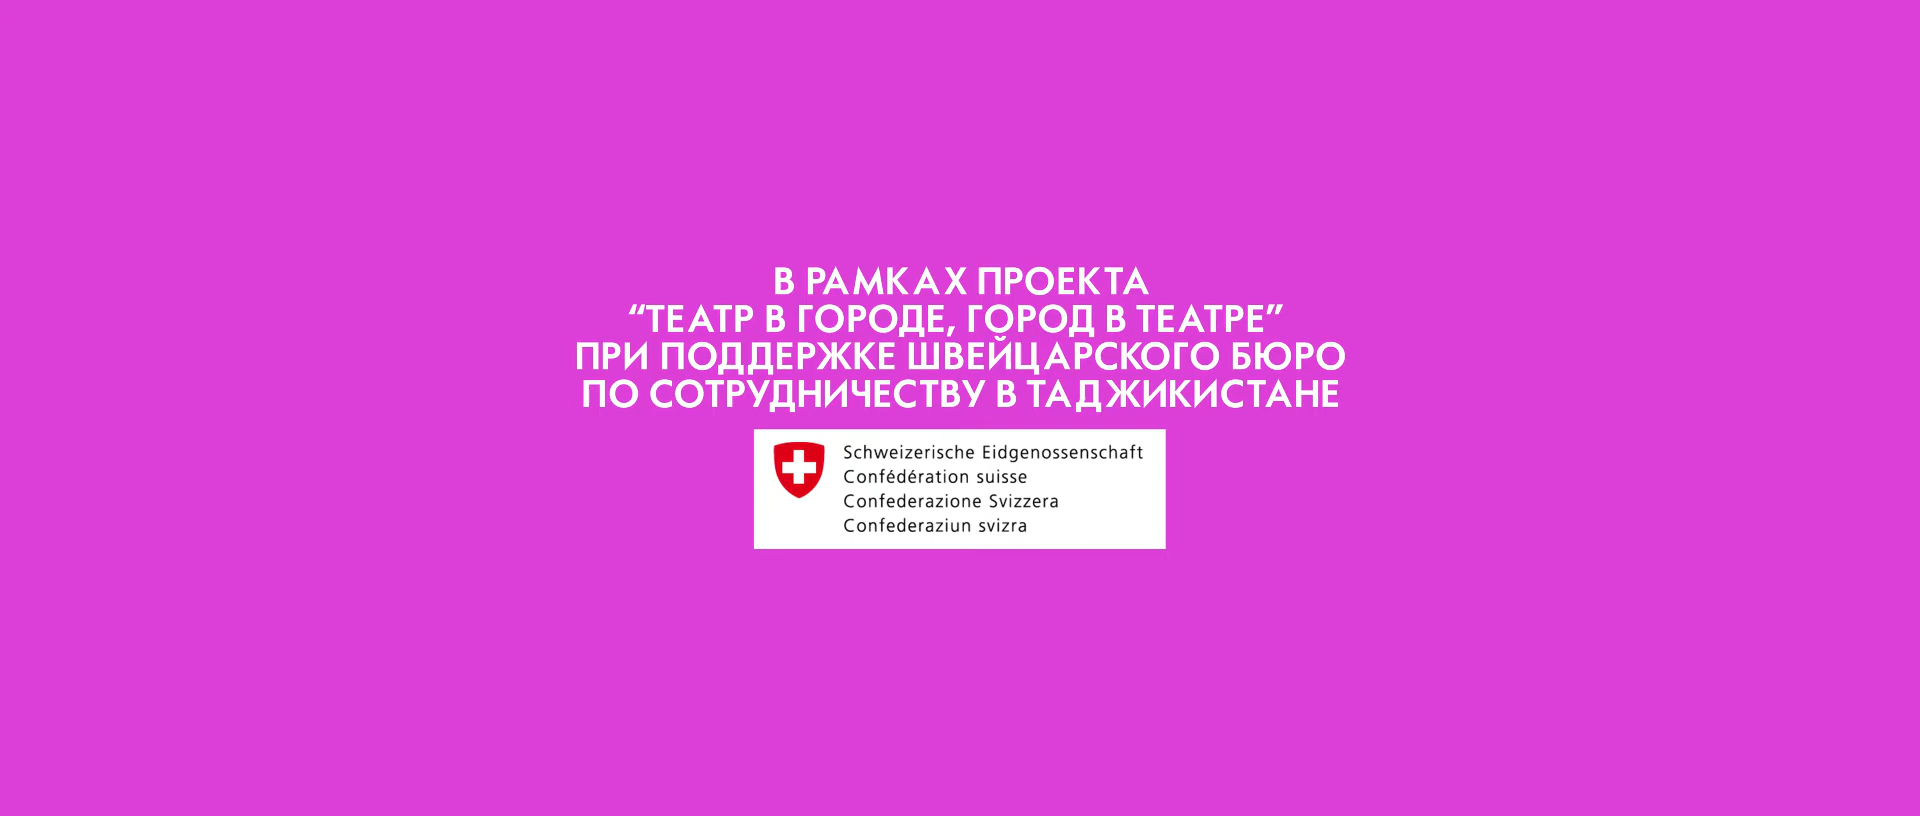 В РАМКАХ ПРОЕКТА
“ТЕАТР В ГОРОДЕ, ГОРОД В ТЕАТРЕ”
ПРИ ПОДДЕРЖКЕ ШВЕЙЦАРСКОГО БЮРО
ПО СОТРУДНИЧЕСТВУ В ТАДЖИКИСТАНЕ
Schweizerische Eidgenossenschaft
Confédération suisse
Confederazione Svizzera
Confederaziun svizra